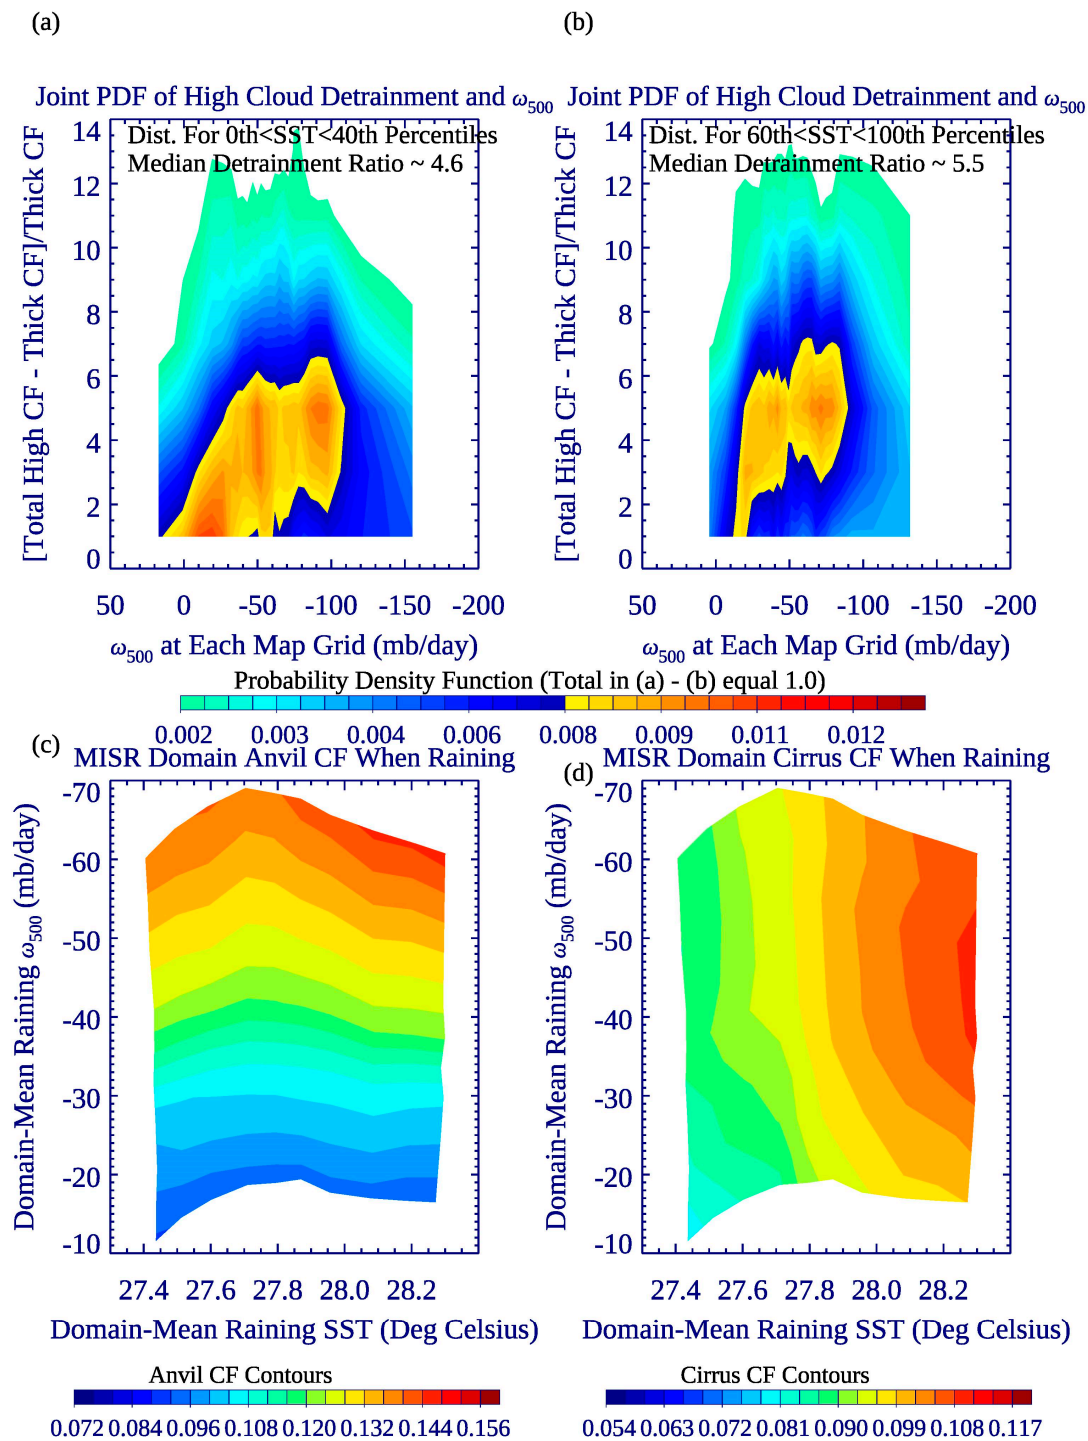 (a)
(b)
Joint PDF of High Cloud Detrainment and ω500
Joint PDF of High Cloud Detrainment and ω500
[Total High CF - Thick CF]/Thick CF
14
12
10
8
6
4
2
0
Dist. For 0th<SST<40th Percentiles
Median Detrainment Ratio ~ 4.6
50 0 -50 -100 -150 -200
ω500 at Each Map Grid (mb/day)
[Total High CF - Thick CF]/Thick CF
14
12
10
8
6
4
2
0
Dist. For 60th<SST<100th Percentiles
Median Detrainment Ratio ~ 5.5
50 0 -50 -100 -150 -200
ω500 at Each Map Grid (mb/day)
Probability Density Function (Total in (a) - (b) equal 1.0)
0.002 0.003 0.004 0.006 0.008 0.009 0.011 0.012
(c)
MISR Domain Anvil CF When Raining
Domain-Mean Raining ω500 (mb/day)
-70
-60
-50
-40
-30
-20
-10
27.4 27.6 27.8 28.0 28.2
Domain-Mean Raining SST (Deg Celsius)
Anvil CF Contours
0.072 0.084 0.096 0.108 0.120 0.132 0.144 0.156
(d)
MISR Domain Cirrus CF When Raining
Domain-Mean Raining ω500 (mb/day)
-70
-60
-50
-40
-30
-20
-10
27.4 27.6 27.8 28.0 28.2
Domain-Mean Raining SST (Deg Celsius)
Cirrus CF Contours
0.054 0.063 0.072 0.081 0.090 0.099 0.108 0.117